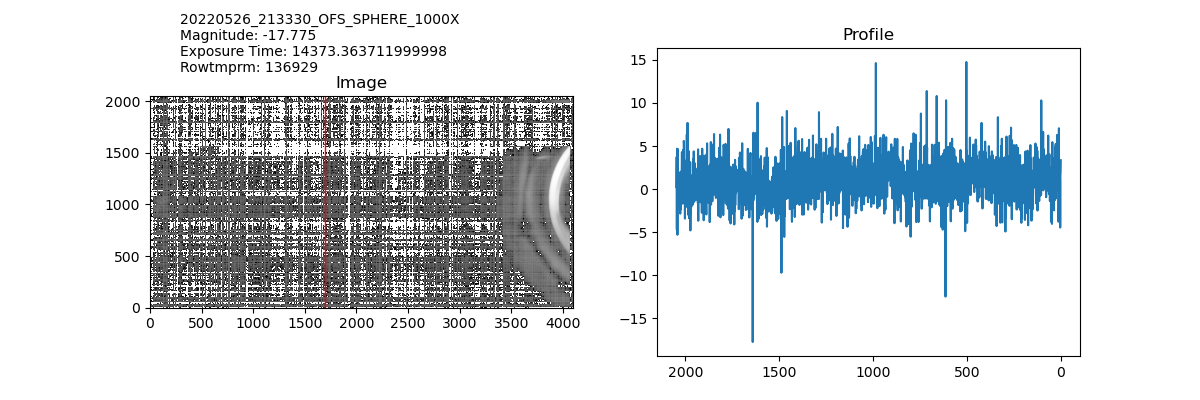 20220526_213330_OFS_SPHERE_1000X
Magnitude: -17.775
Exposure Time: 14373.363711999998
Rowtmprm: 136929
Image
2000
1500
1000
500
0
0 500 1000 1500 2000 2500 3000 3500 4000
Profile
15
10
5
0
−5
−10
−15
2000 1500 1000 500 0